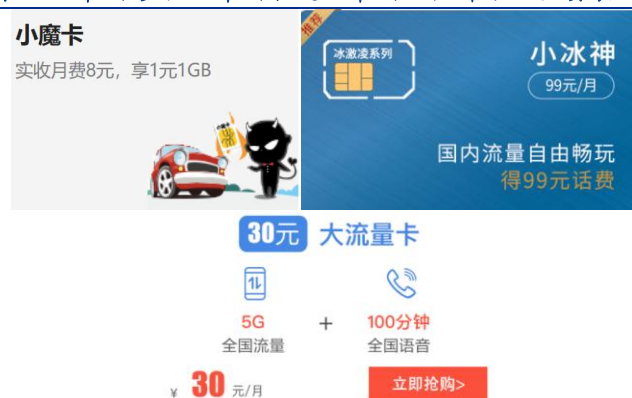 小魔卡
实收月费8元，享1元1GB
推荐
冰激凌系列
小冰神
99元/月
国内流量自由畅玩
得99元话费
30元 大流量卡
5G + 100分钟
全国流量 全国语音
¥ 30 元/月 立即抢购>